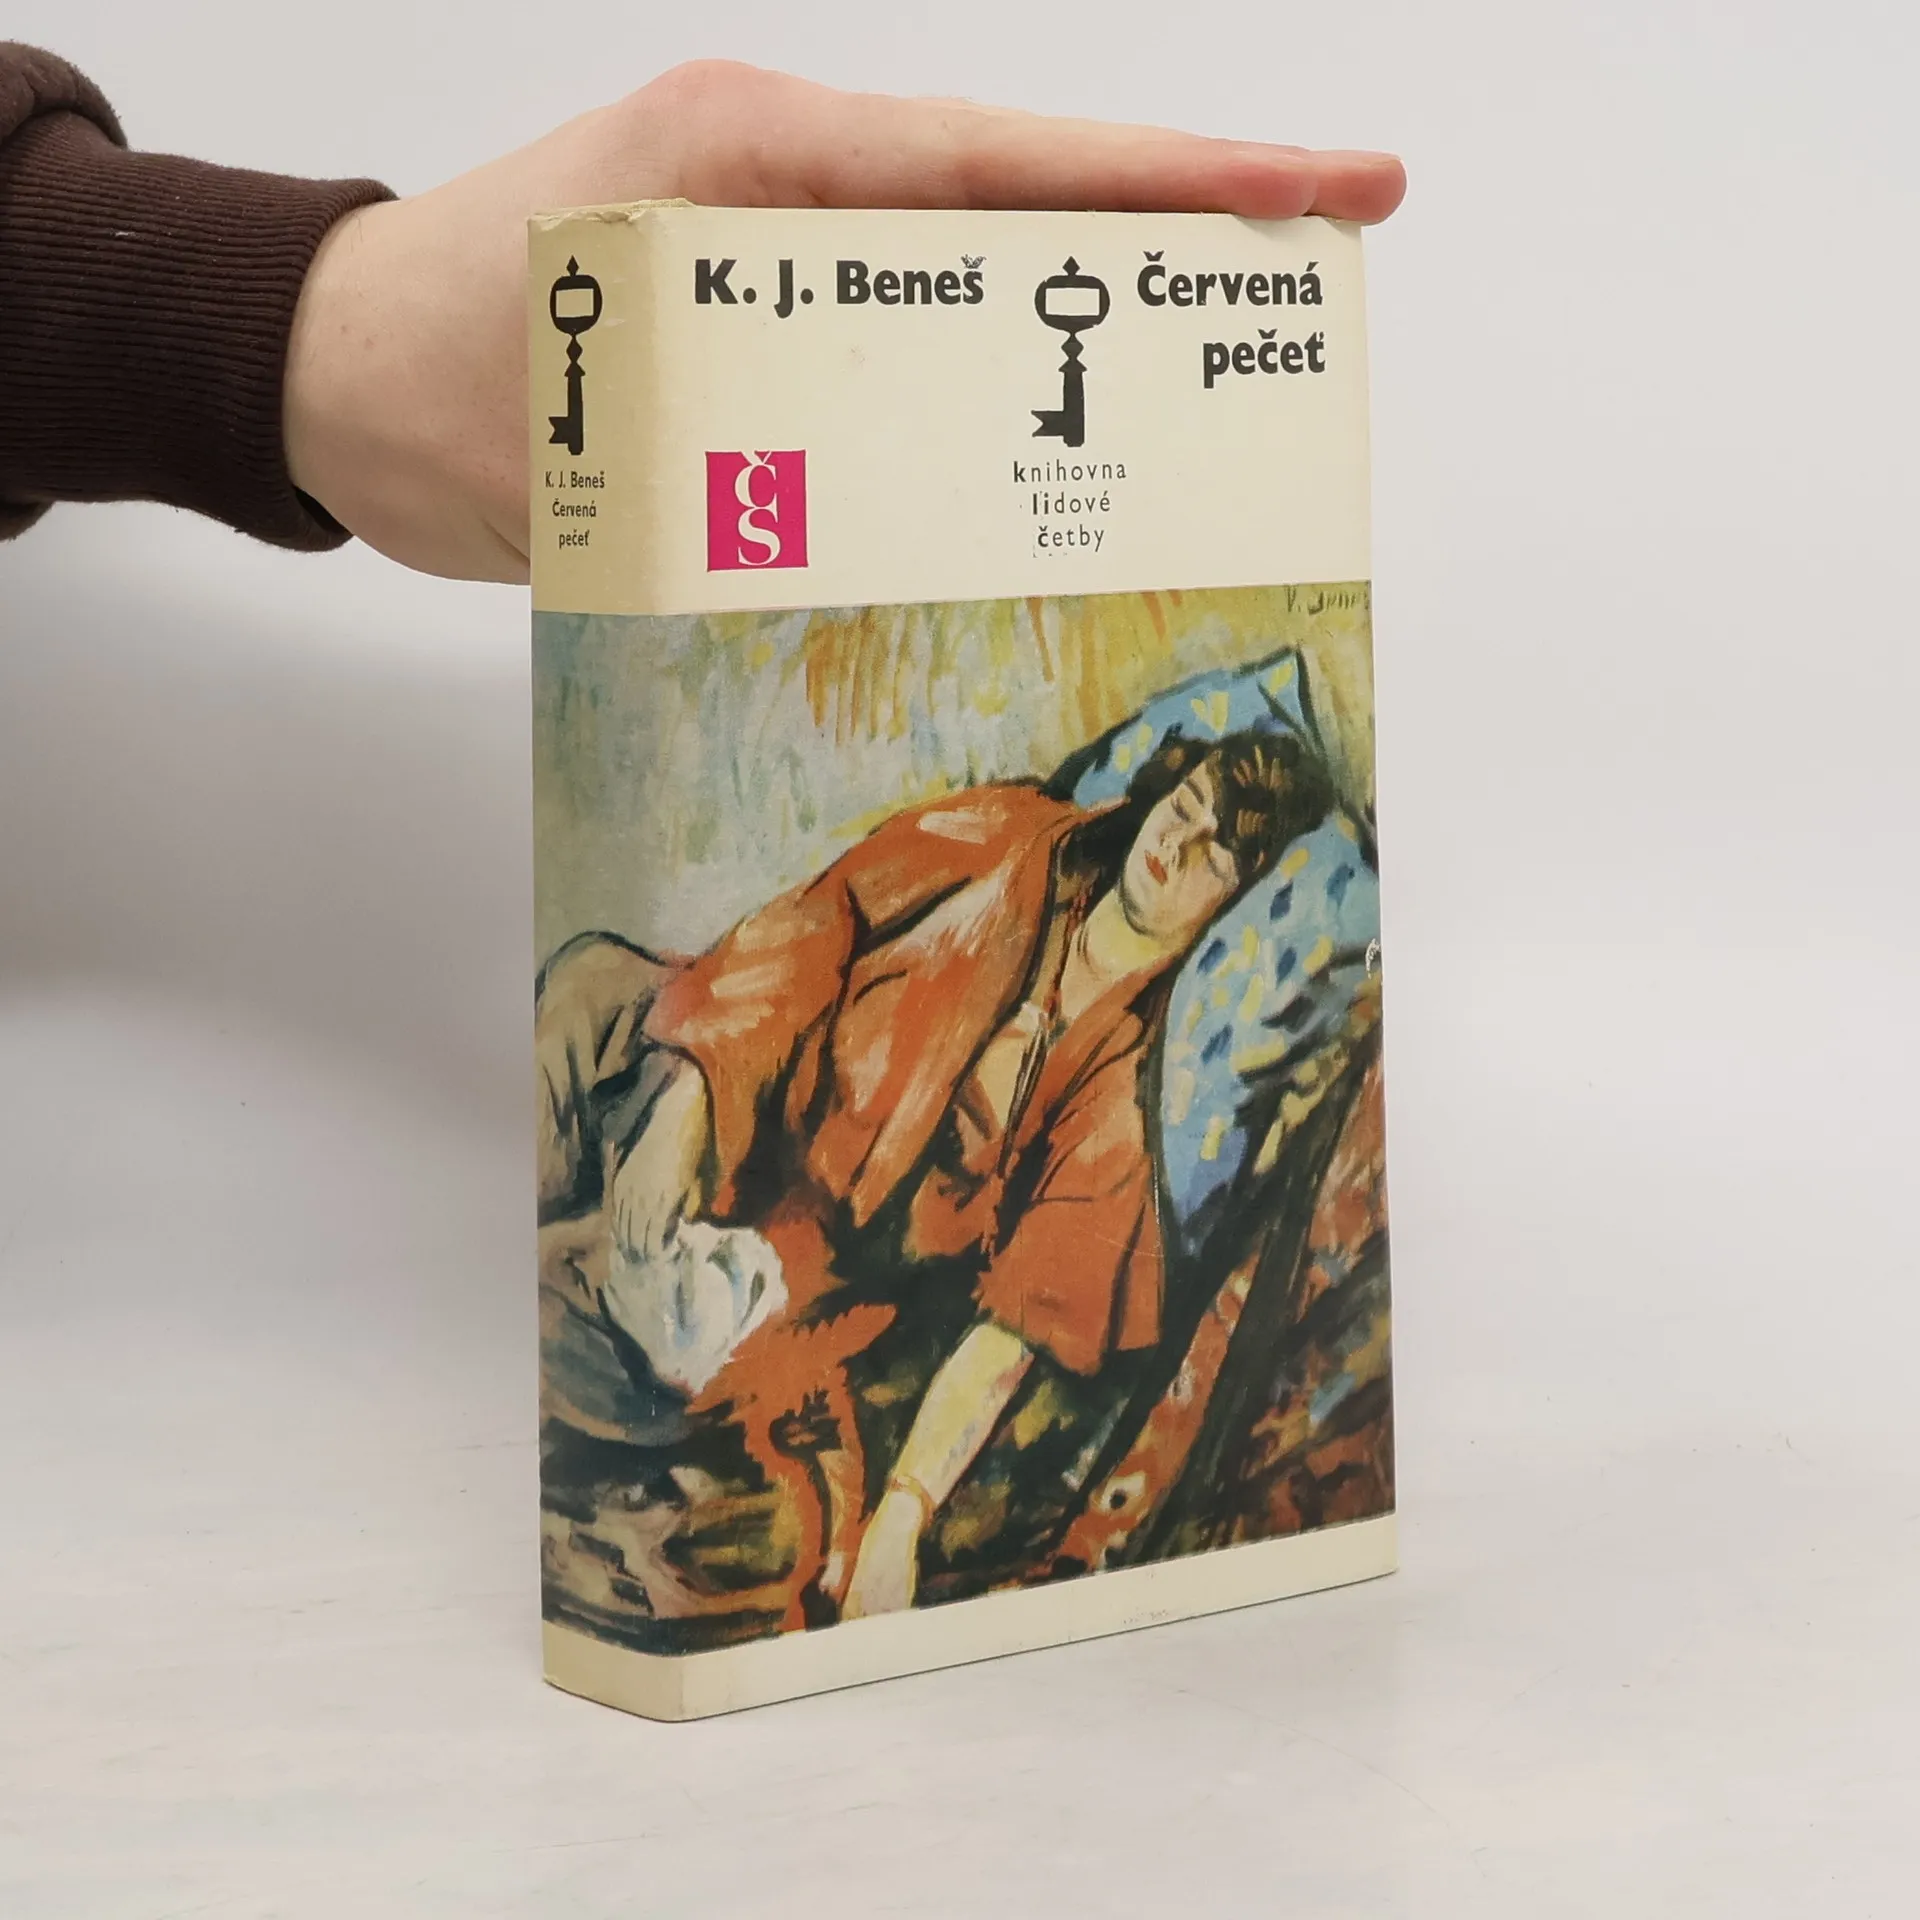 K. J. Beneš
Červená
pečeť
ČS
knihovna
lidové
četby
K. J. Beneš
Červená
pečeť